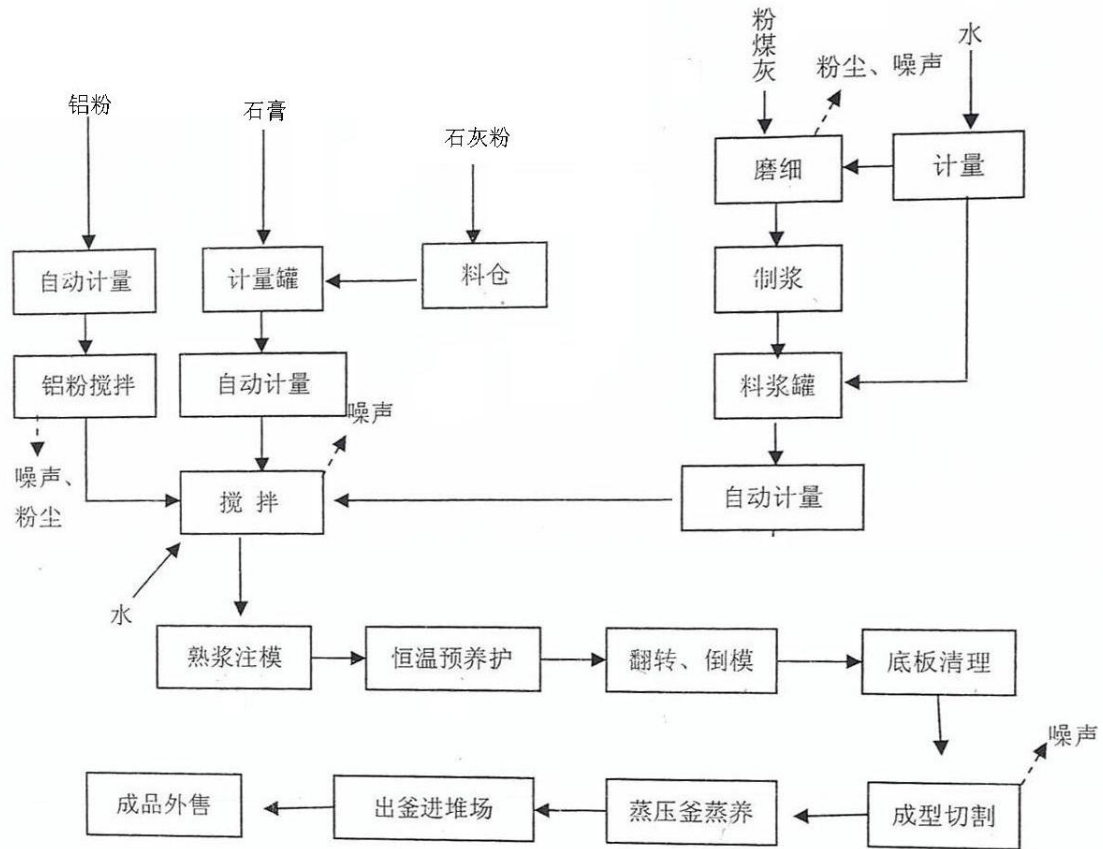 粉煤灰
水
粉尘、噪声
铝粉
石膏
石灰粉
磨细
计量
自动计量
计量罐
料仓
制浆
铝粉搅拌
自动计量
料浆罐
噪声
噪声、
粉尘
搅 拌
自动计量
水
熟浆注模
恒温预养护
翻转、倒模
底板清理
噪声
成品外售
出釜进堆场
蒸压釜蒸养
成型切割